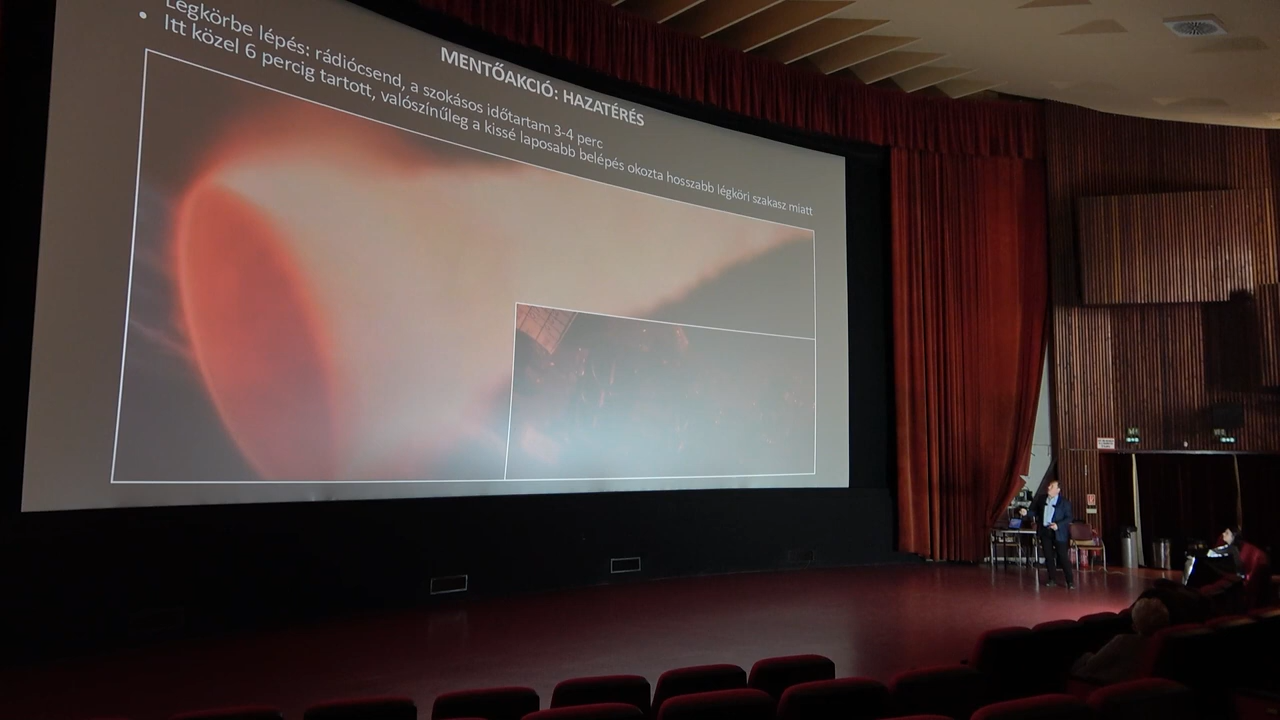 MENTŐAKCIÓ: HAZATÉRÉS
Légkörbe lépés: rádiócsend, a szokásos időtartam 3-4 perc
• Itt közel 6 percig tartott, valószínűleg a kissé laposabb belépés okozta hosszabb légköri szakasz miatt